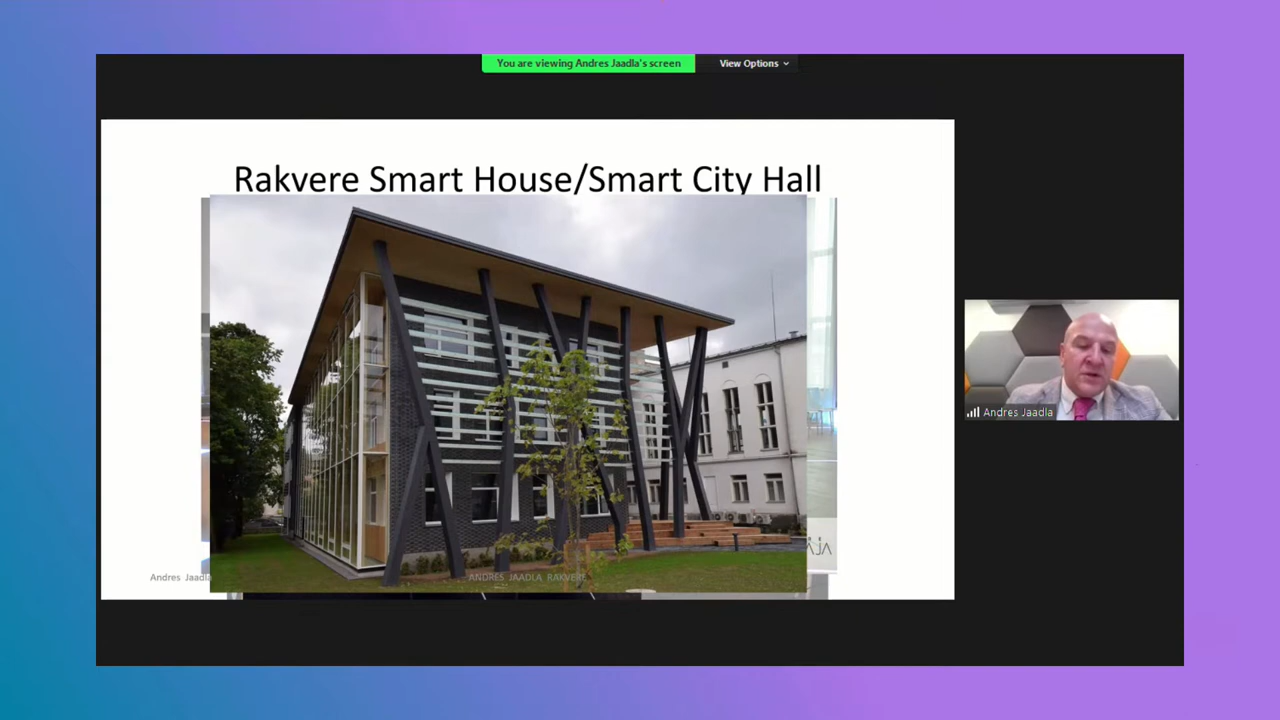 You are viewing Andres Jaadla's screen
View Options
Rakvere Smart House/Smart City Hall
Andres Jaadla
ÄJA
Andres Jaadla
ANDRES JAADLA RAKVERE